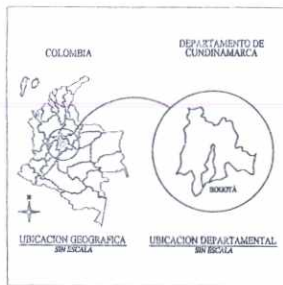 COLOMBIA
DEPARTAMENTO DE
CUNDINAMARCA
BOGOTÁ
N
UBICACION GEOGRAFICA
SIN ESCALA
UBICACION DEPARTAMENTAL
SIN ESCALA